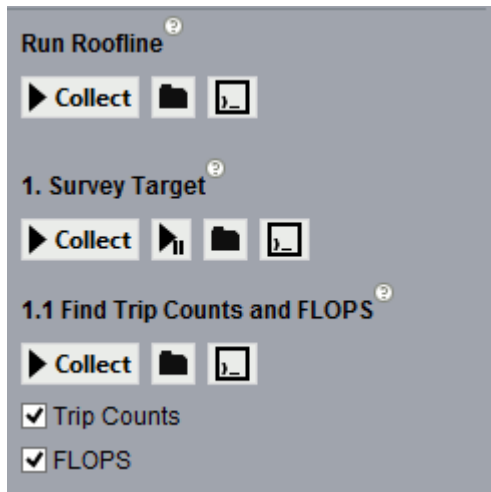 Run Roofline ?
Collect
1. Survey Target ?
Collect
1.1 Find Trip Counts and FLOPS ?
Collect
Trip Counts
FLOPS